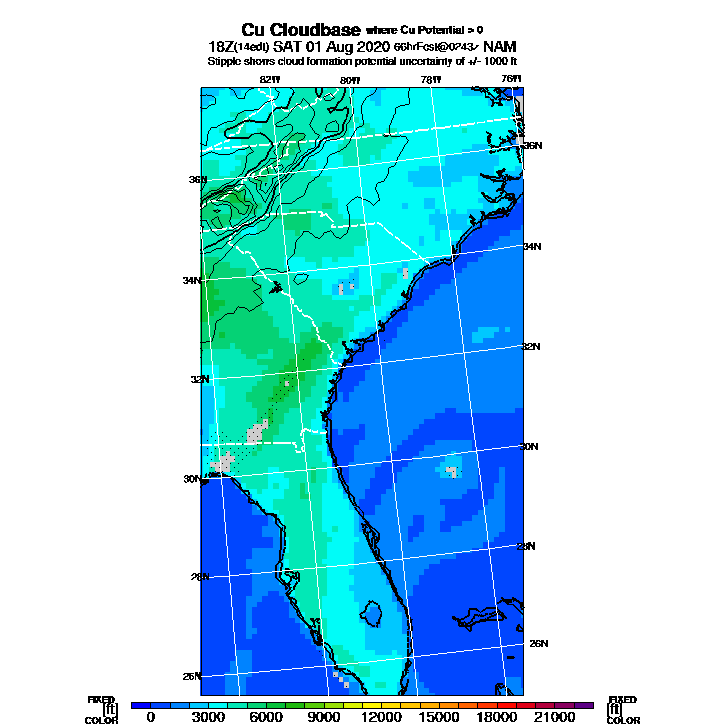 Cu Cloudbase where Cu Potential > 0
18Z(14edt) SAT 01 Aug 2020 66hrFcst@0243z NAM
Stipple shows cloud formation potential uncertainty of +/- 1000 ft
82W 80W 78W 76W
36N 36N
34N 34N
32N 32N
30N 30N
28N 28N
26N 26N
FIXED FIXED
[ft] 0 3000 6000 9000 12000 15000 18000 21000 [ft]
COLOR COLOR